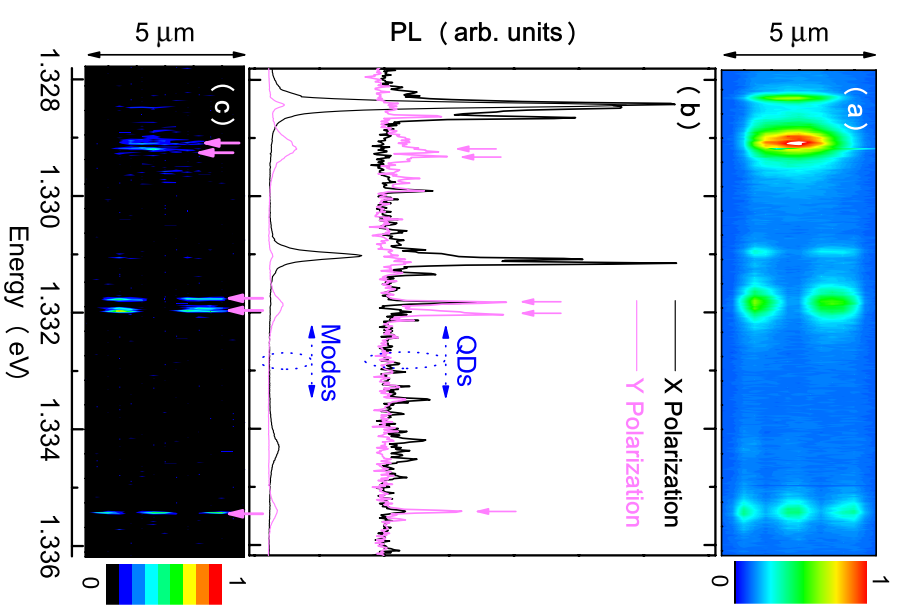 5 μm
PL (arb. units)
5 μm
(c)
(b)
(a)
1.328
1.330
1.332
1.334
1.336
Energy (eV)
Modes
QDs
X Polarization
Y Polarization
0
1
0
1